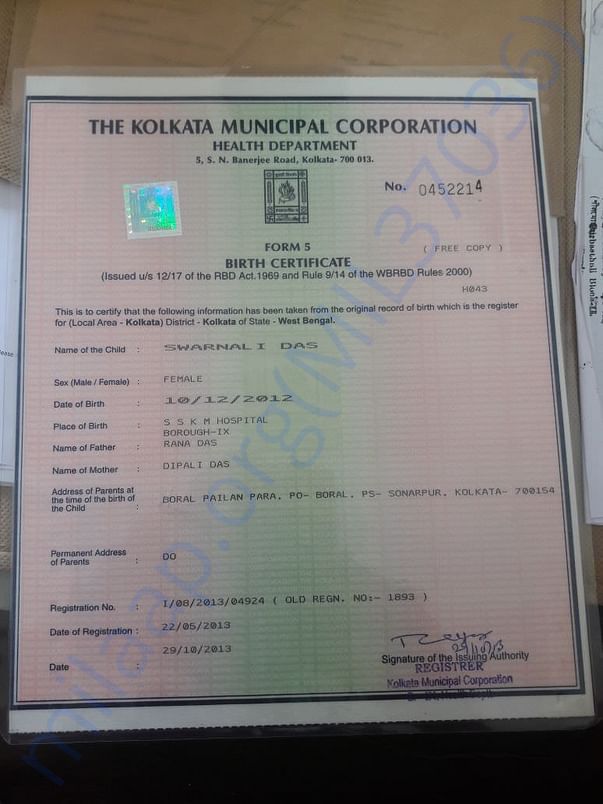 THE KOLKATA MUNICIPAL CORPORATION
HEALTH DEPARTMENT
5, S. N. Banerjee Road, Kolkata- 700 013.
No. 0452214
FORM 5
( FREE COPY )
BIRTH CERTIFICATE
(Issued u/s 12/17 of the RBD Act.1969 and Rule 9/14 of the WBRBD Rules 2000)
H043
This is to certify that the following information has been taken from the original record of birth which is the register
for (Local Area - Kolkata) District - Kolkata of State - West Bengal.
Name of the Child : SWARNALI DAS
Sex (Male / Female) : FEMALE
Date of Birth : 10/12/2012
Place of Birth : S S K M HOSPITAL
BOROUGH-IX
Name of Father : RANA DAS
Name of Mother : DIPALI DAS
Address of Parents at
the time of the birth of
the Child : BORAL PAILAN PARA, PO- BORAL, PS- SONARPUR, KOLKATA- 700154
Permanent Address
of Parents : DO
Registration No. : I/08/2013/04924 ( OLD REGN. NO:- 1893 )
Date of Registration : 22/05/2013
Date : 29/10/2013
29/10/13
Signature of the Issuing Authority
REGISTRER
Kolkata Municipal Corporation
milaap.org(MIL37036)